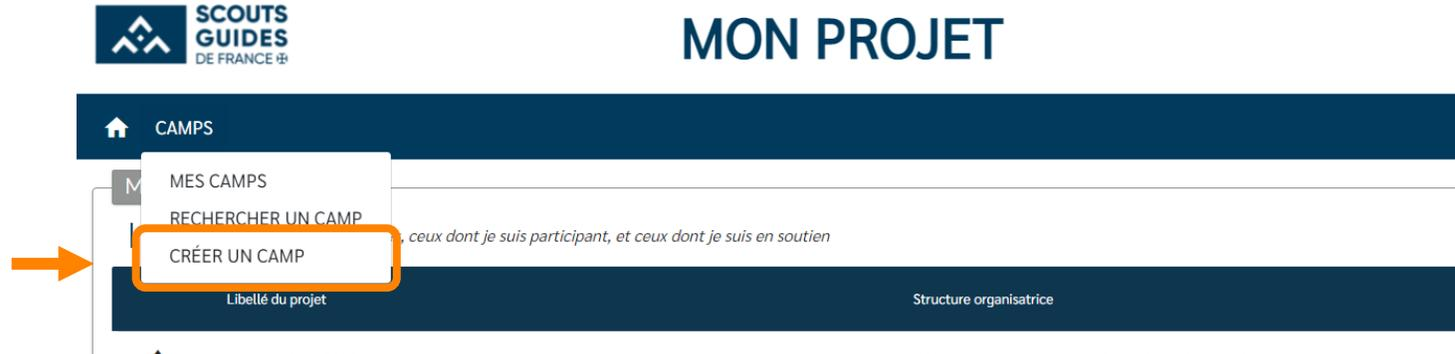 SCOUTS
GUIDES
DE FRANCE
MON PROJET
CAMPS
MES CAMPS
RECHERCHER UN CAMP
, ceux dont je suis participant, et ceux dont je suis en soutien
CRÉER UN CAMP
Libellé du projet Structure organisatrice